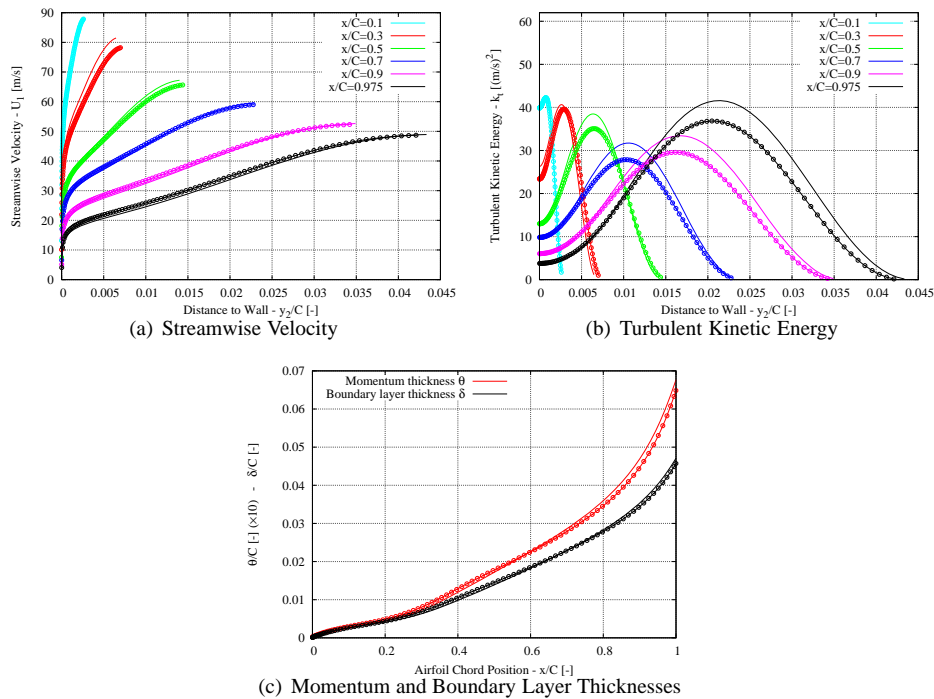 90
80
70
60
50
40
30
20
10
0
Streamwise Velocity - U1 [m/s]
x/C=0.1
x/C=0.3
x/C=0.5
x/C=0.7
x/C=0.9
x/C=0.975
0 0.005 0.01 0.015 0.02 0.025 0.03 0.035 0.04 0.045
Distance to Wall - y2/C [-]
(a) Streamwise Velocity
60
50
40
30
20
10
0
Turbulent Kinetic Energy - kt [(m/s)²]
x/C=0.1
x/C=0.3
x/C=0.5
x/C=0.7
x/C=0.9
x/C=0.975
0 0.005 0.01 0.015 0.02 0.025 0.03 0.035 0.04 0.045
Distance to Wall - y2/C [-]
(b) Turbulent Kinetic Energy
0.07
0.06
0.05
0.04
0.03
0.02
0.01
0
θ/C [-] (×10) - δ/C [-]
Momentum thickness θ
Boundary layer thickness δ
0 0.2 0.4 0.6 0.8 1
Airfoil Chord Position - x/C [-]
(c) Momentum and Boundary Layer Thicknesses